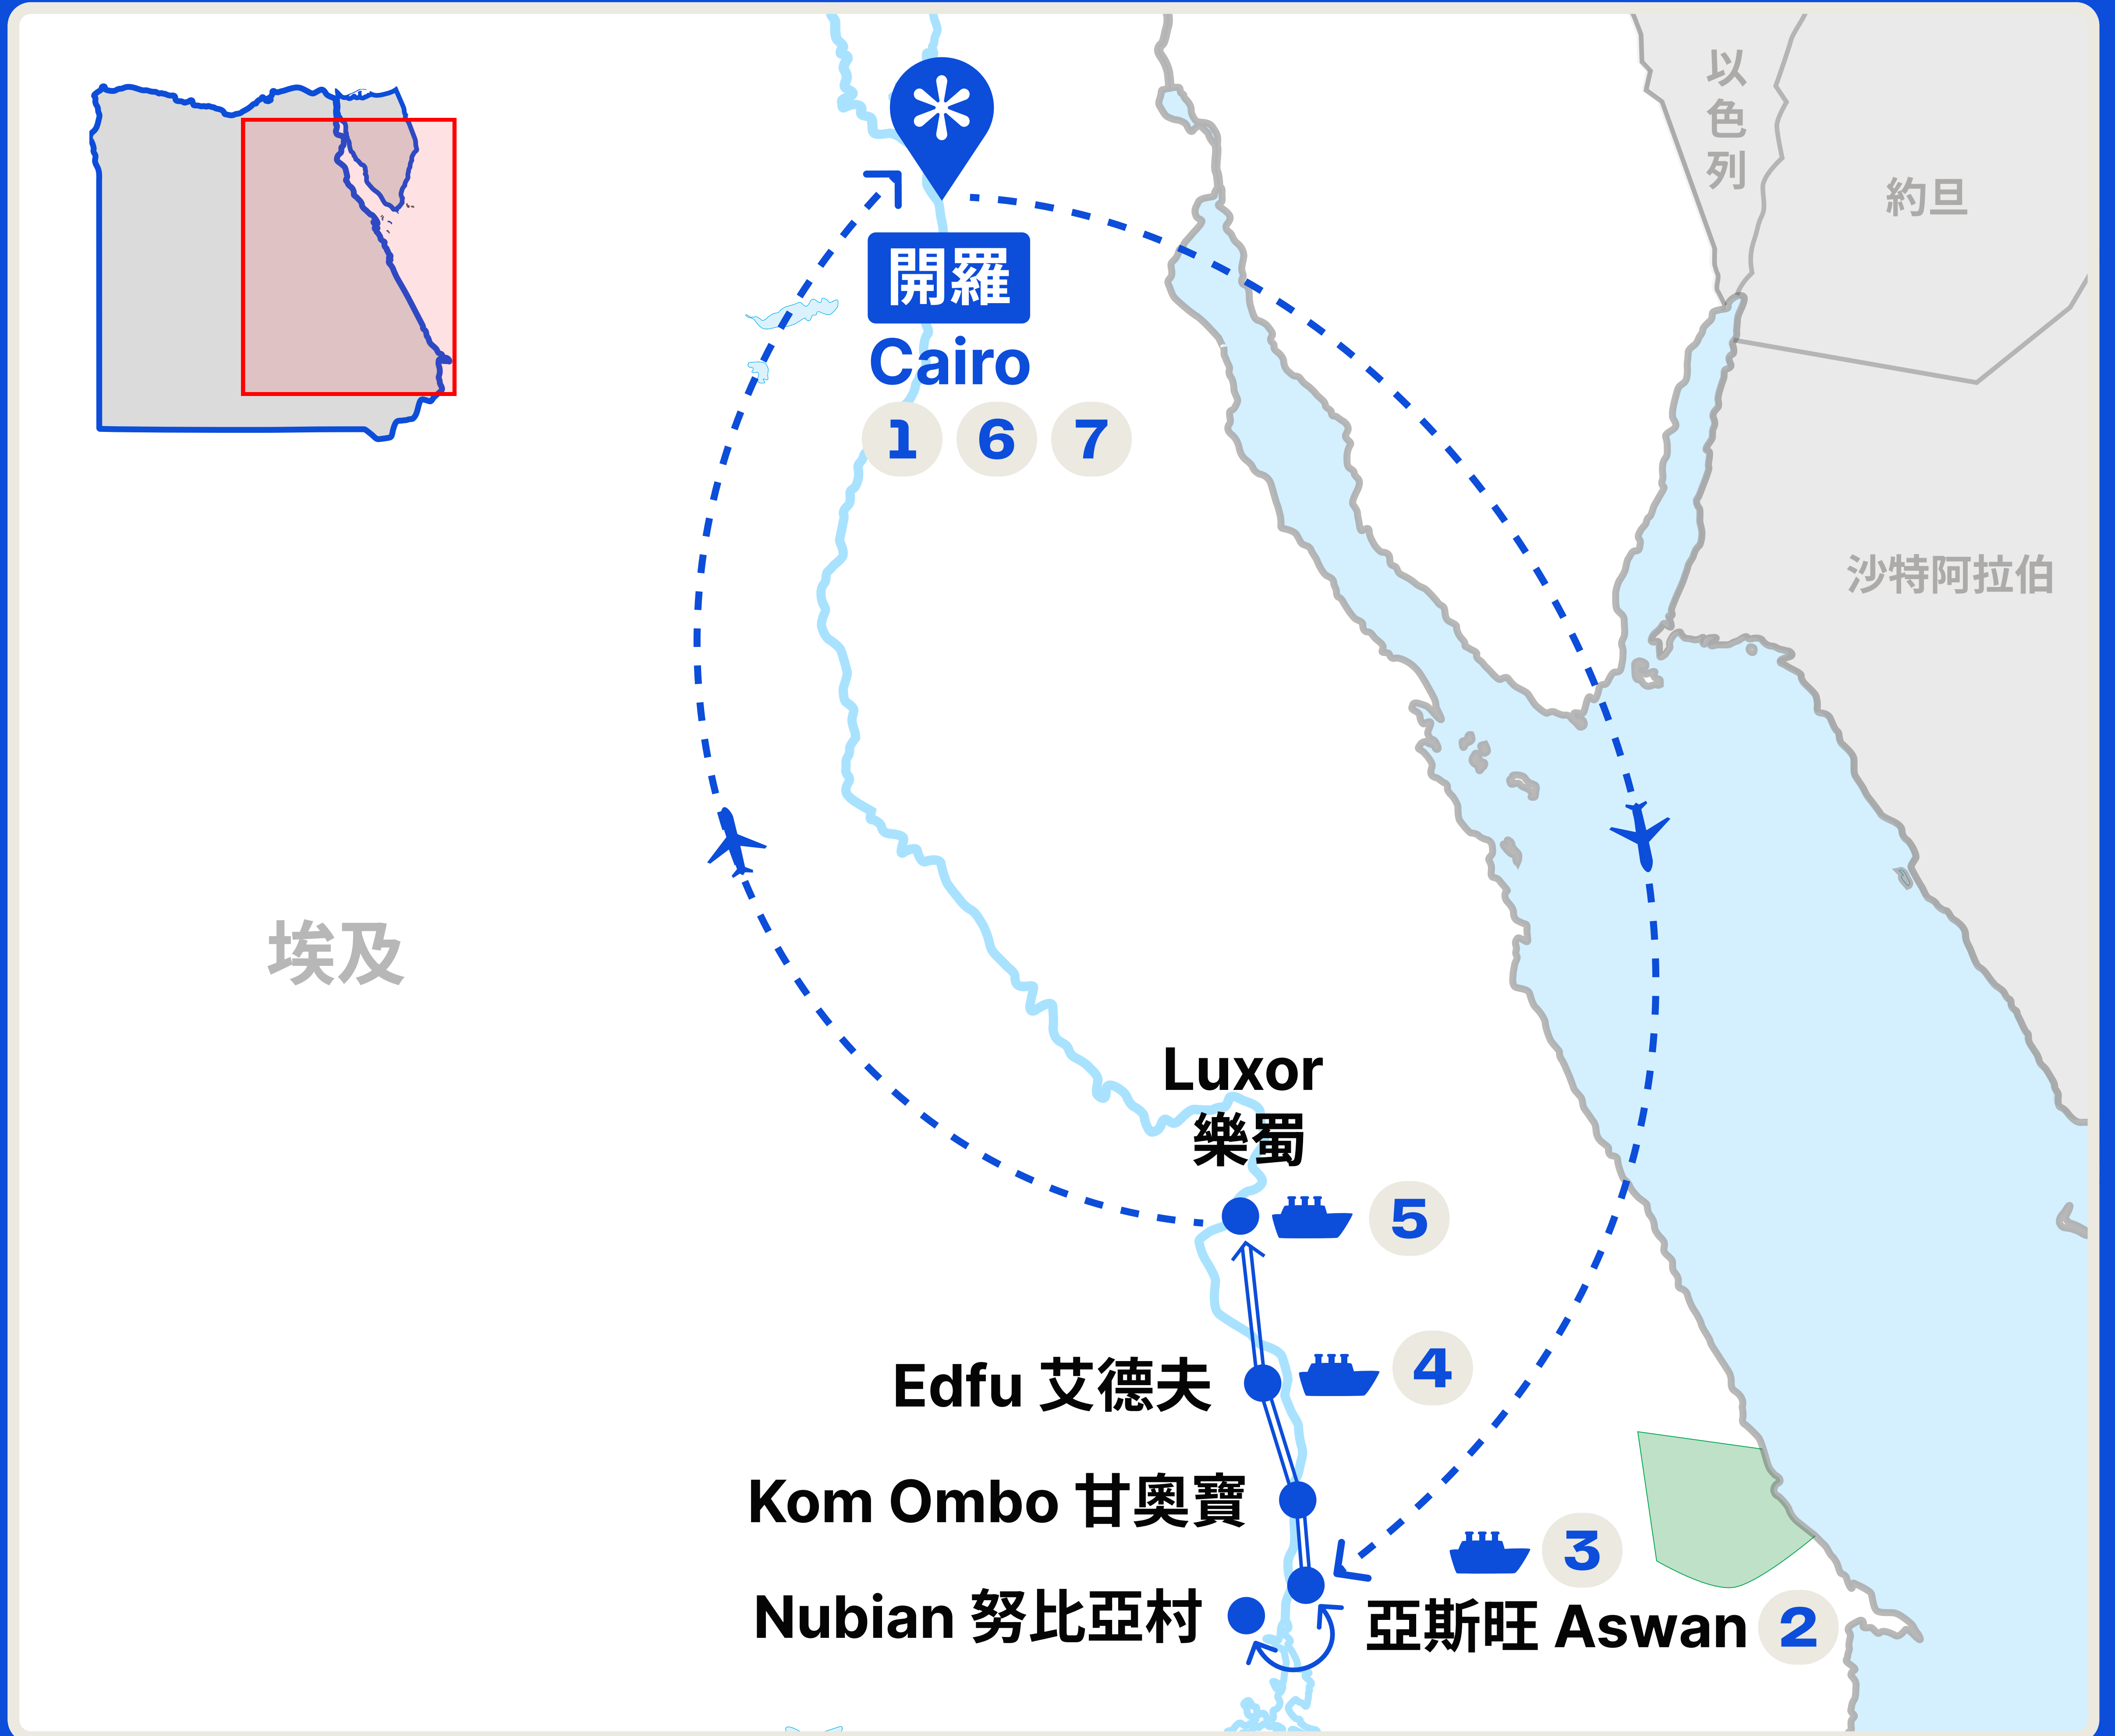 以色列
約旦
開羅
Cairo
1 6 7
沙特阿拉伯
埃及
Luxor
樂蜀
5
Edfu 艾德夫
4
Kom Ombo 甘奧寶
3
Nubian 努比亞村
亞斯旺 Aswan 2